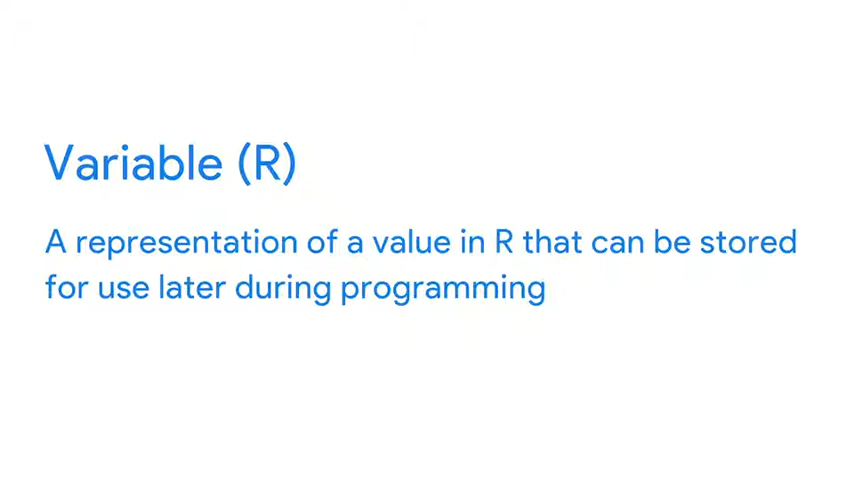 Variable (R)
A representation of a value in R that can be stored
for use later during programming